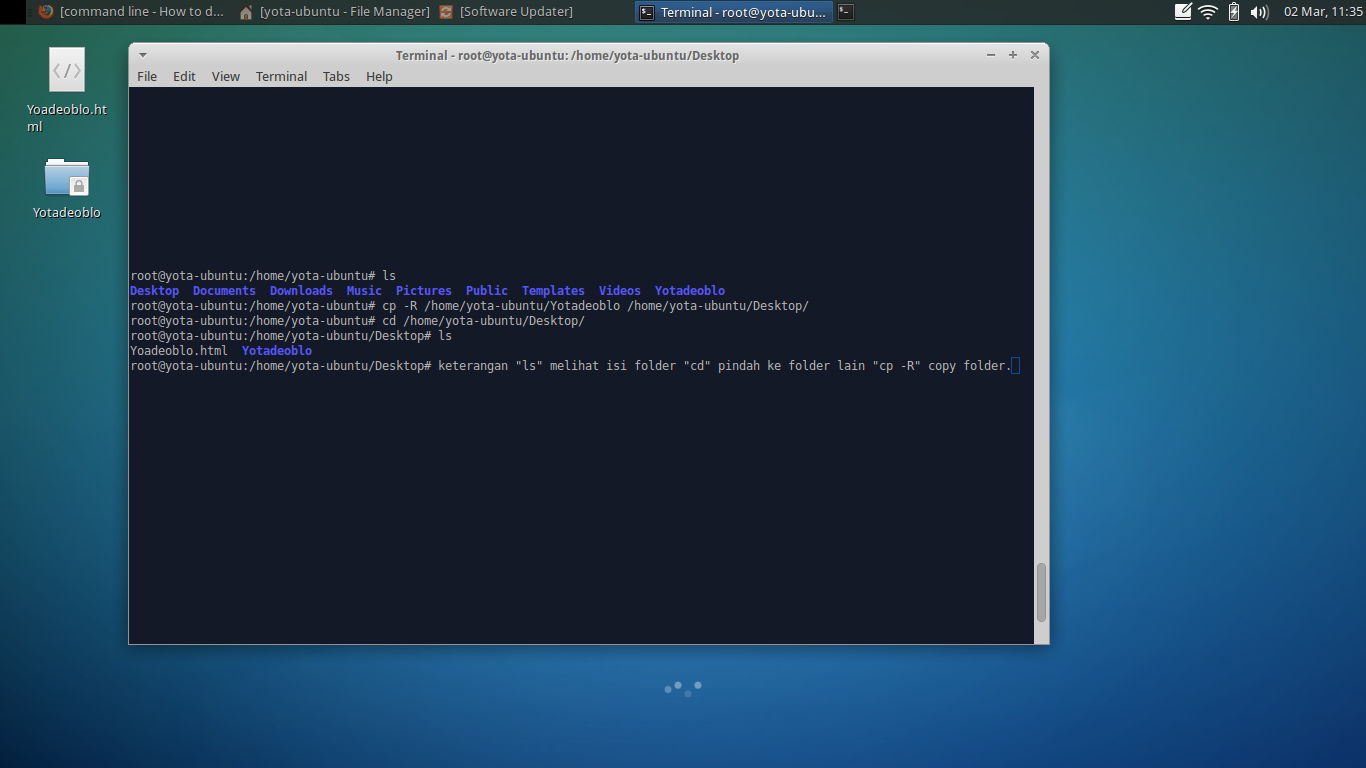 [command line - How to d... [yota-ubuntu - File Manager] [Software Updater] Terminal - root@yota-ubu... 02 Mar, 11:35
Yoadeoblo.ht
ml
Yotadeoblo
Terminal - root@yota-ubuntu: /home/yota-ubuntu/Desktop
File Edit View Terminal Tabs Help
root@yota-ubuntu:/home/yota-ubuntu# ls
Desktop Documents Downloads Music Pictures Public Templates Videos Yotadeoblo
root@yota-ubuntu:/home/yota-ubuntu# cp -R /home/yota-ubuntu/Yotadeoblo /home/yota-ubuntu/Desktop/
root@yota-ubuntu:/home/yota-ubuntu# cd /home/yota-ubuntu/Desktop/
root@yota-ubuntu:/home/yota-ubuntu/Desktop# ls
Yoadeoblo.html Yotadeoblo
root@yota-ubuntu:/home/yota-ubuntu/Desktop# keterangan "ls" melihat isi folder "cd" pindah ke folder lain "cp -R" copy folder.